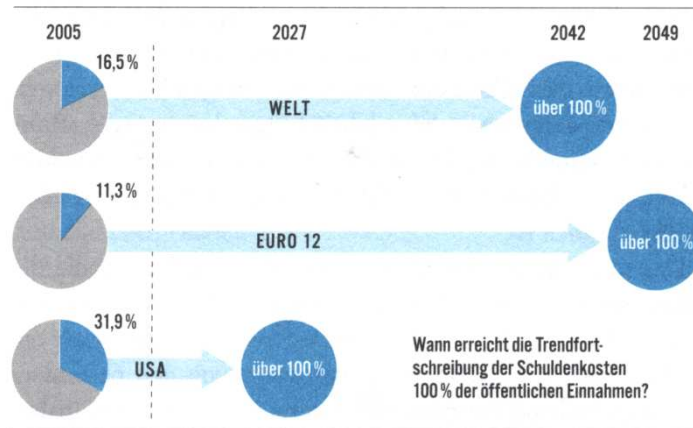 2005 2027 2042 2049
16,5 %
WELT über 100 %
11,3 %
EURO 12 über 100 %
31,9 %
USA über 100 %
Wann erreicht die Trendfort-
schreibung der Schuldenkosten
100 % der öffentlichen Einnahmen?